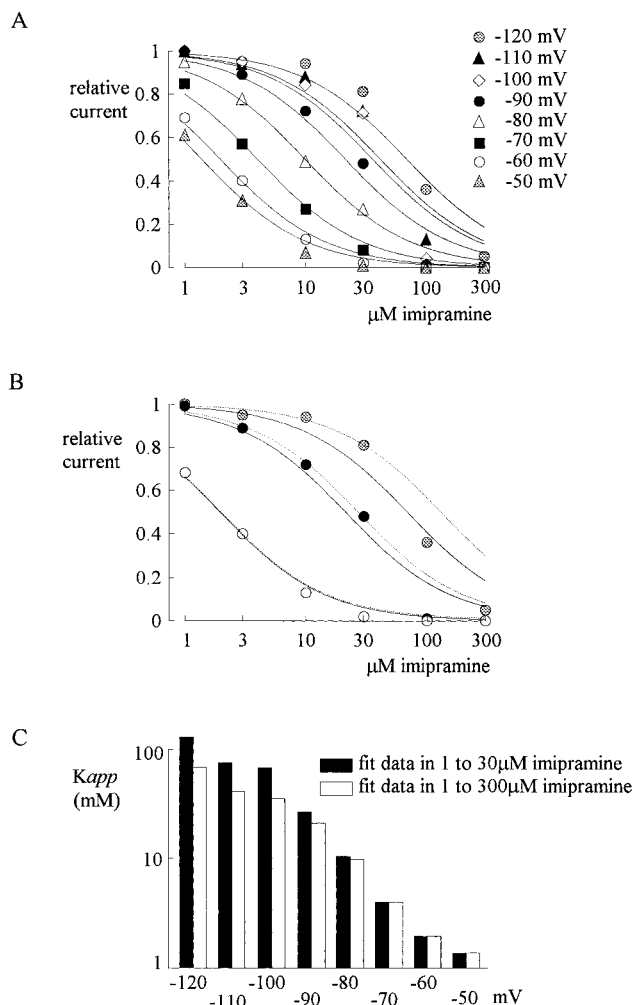 A
-120 mV
-110 mV
-100 mV
-90 mV
-80 mV
-70 mV
-60 mV
-50 mV
relative
current
1
0.8
0.6
0.4
0.2
0
1 3 10 30 100 300
μM imipramine
B
relative
current
1
0.8
0.6
0.4
0.2
0
1 3 10 30 100 300
μM imipramine
C
Kapp
(mM)
100
10
1
fit data in 1 to 30μM imipramine
fit data in 1 to 300μM imipramine
-120 -100 -80 -60
-110 -90 -70 -50 mV